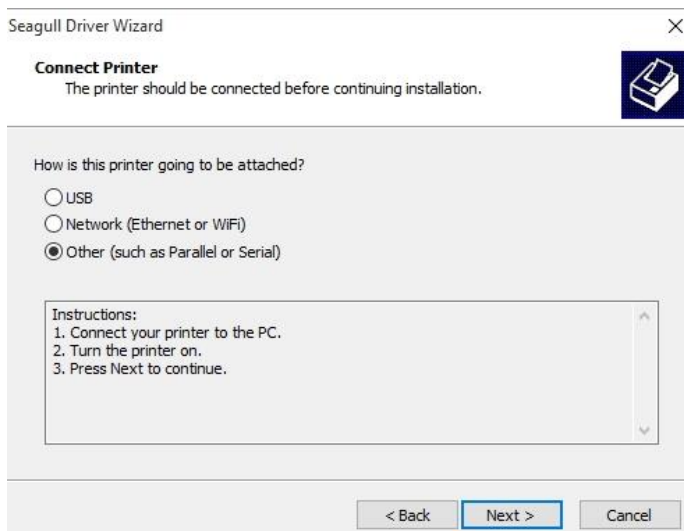 Seagull Driver Wizard
Connect Printer
The printer should be connected before continuing installation.
How is this printer going to be attached?
USB
Network (Ethernet or WiFi)
Other (such as Parallel or Serial)
Instructions:
1. Connect your printer to the PC.
2. Turn the printer on.
3. Press Next to continue.
< Back Next > Cancel